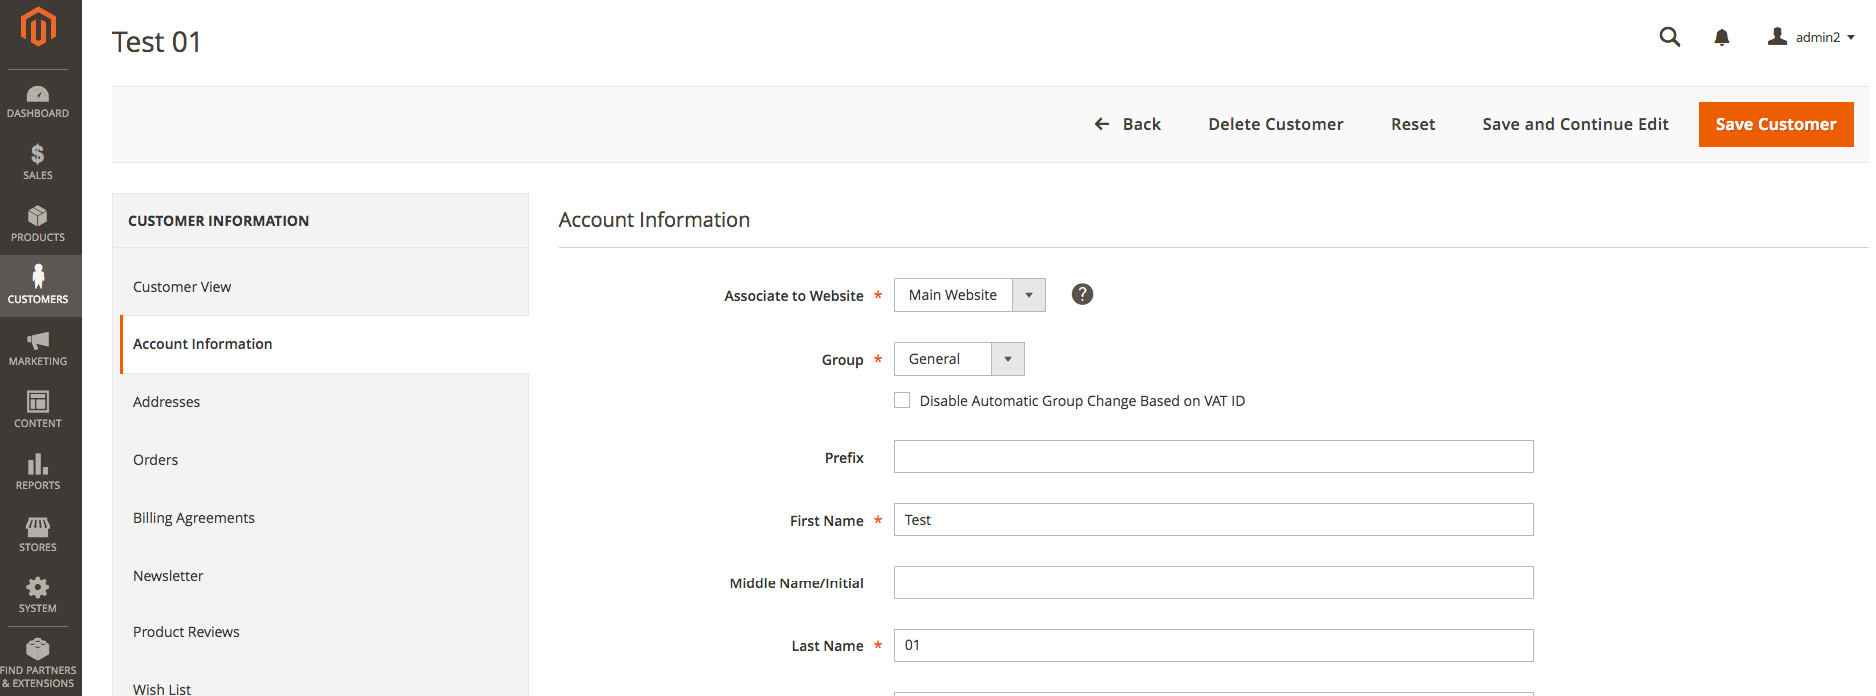 Test 01
admin2
DASHBOARD
SALES
PRODUCTS
CUSTOMERS
MARKETING
CONTENT
REPORTS
STORES
SYSTEM
FIND PARTNERS
& EXTENSIONS
Back
Delete Customer
Reset
Save and Continue Edit
Save Customer
CUSTOMER INFORMATION
Customer View
Account Information
Addresses
Orders
Billing Agreements
Newsletter
Product Reviews
Wish List
Account Information
Associate to Website * Main Website ?
Group * General
Disable Automatic Group Change Based on VAT ID
Prefix
First Name * Test
Middle Name/Initial
Last Name * 01